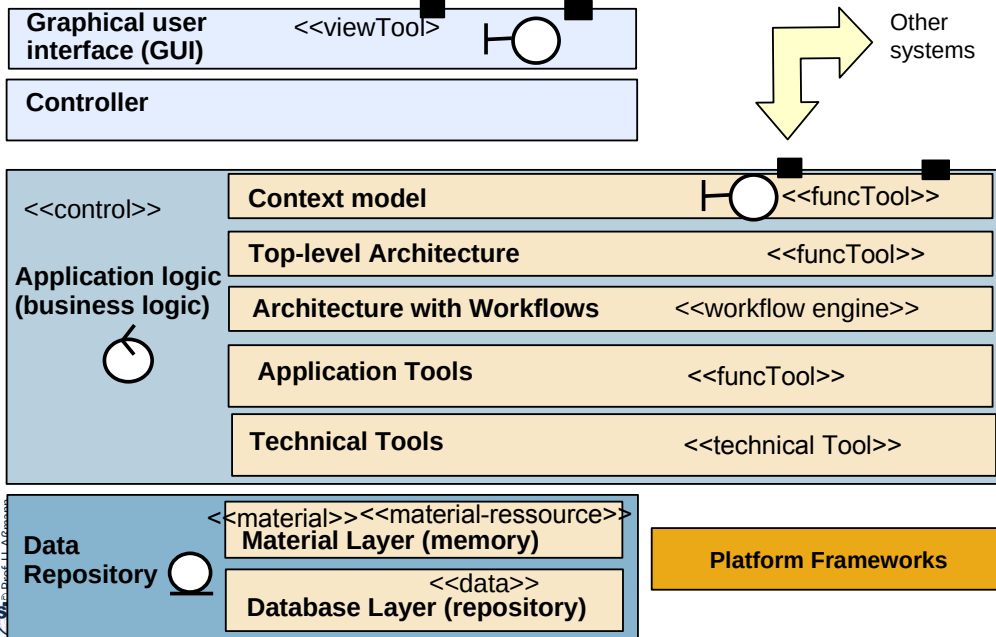 Graphical user
interface (GUI)
<<viewTool>
Other
systems
Controller
<<control>>
Application logic
(business logic)
Context model
<<funcTool>>
Top-level Architecture
<<funcTool>>
Architecture with Workflows
<<workflow engine>>
Application Tools
<<funcTool>>
Technical Tools
<<technical Tool>>
Data
Repository
<<material>>
<<material-ressource>>
Material Layer (memory)
<<data>>
Database Layer (repository)
Platform Frameworks